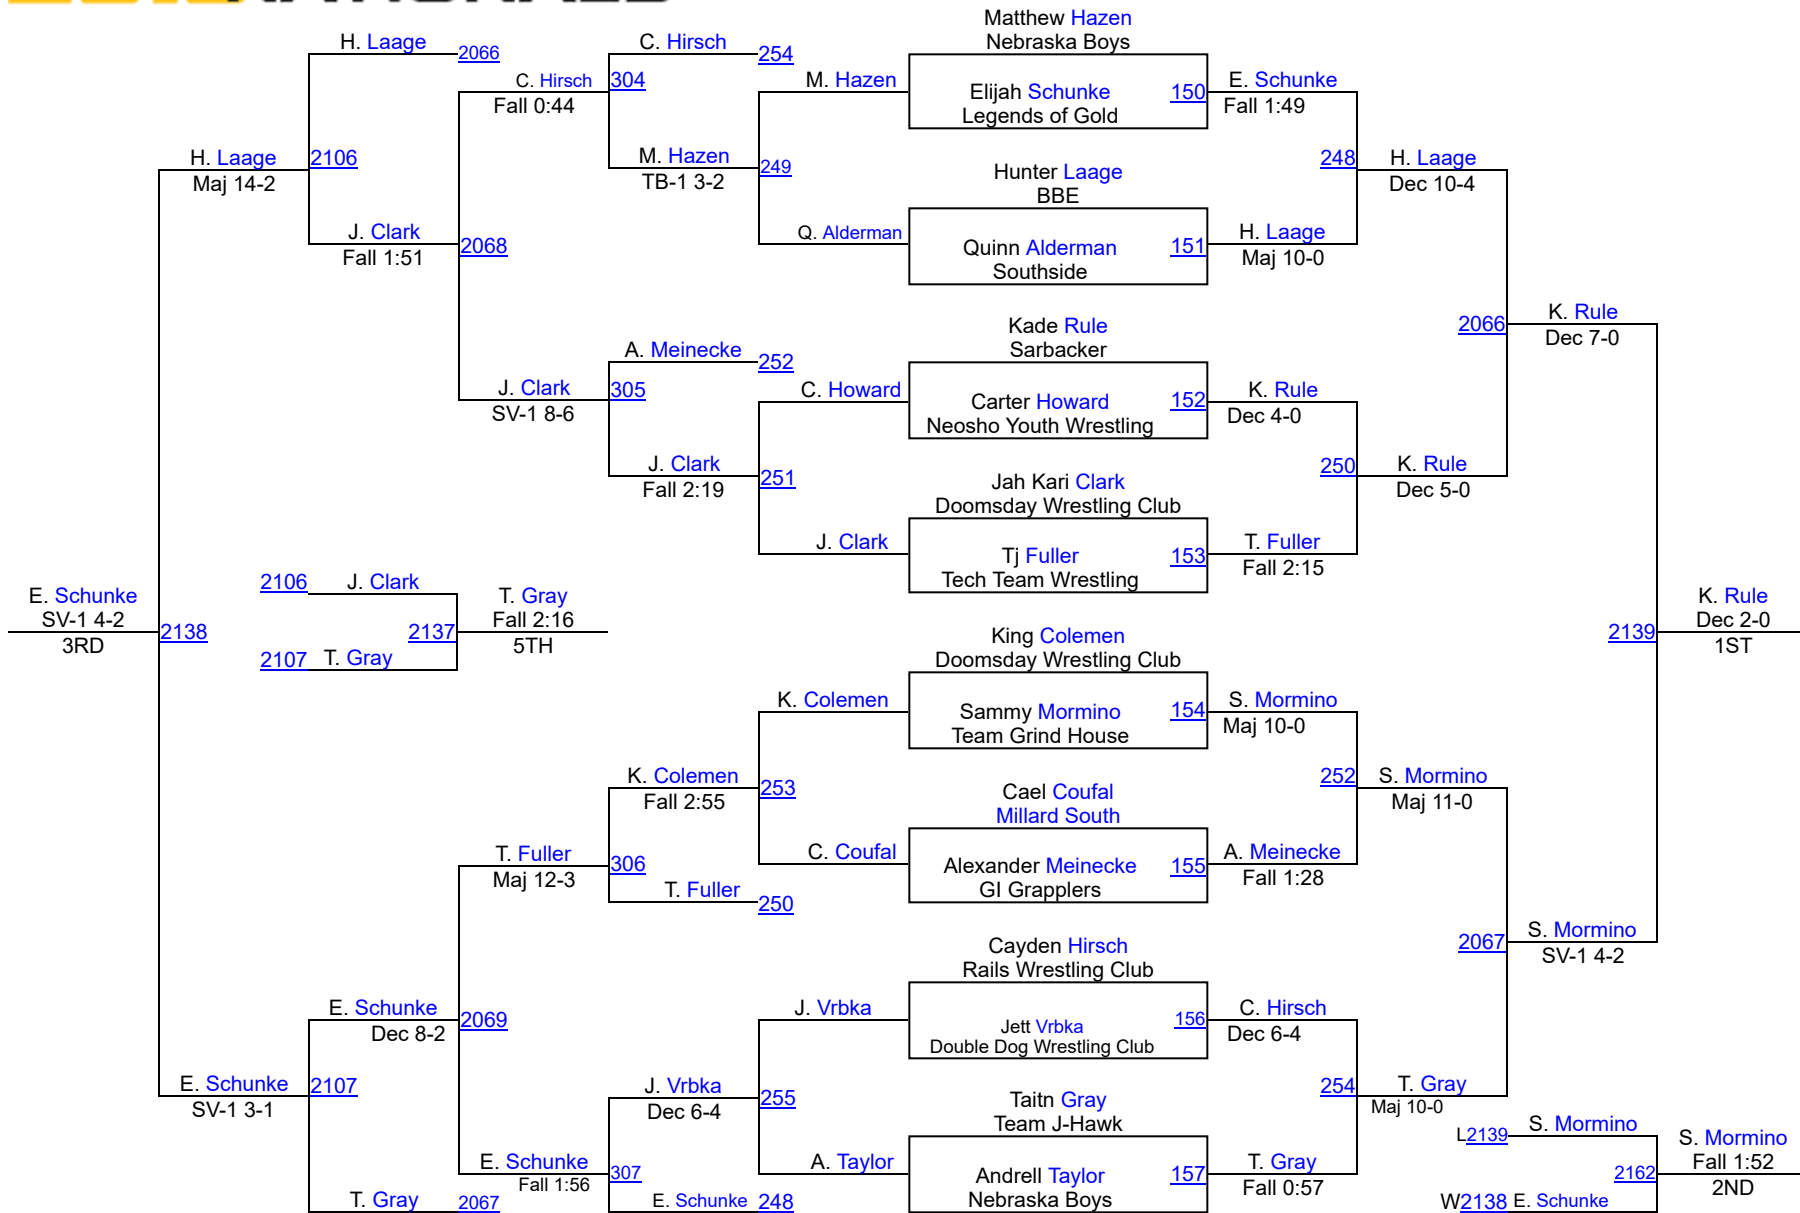 Matthew Hazen
Nebraska Boys
H. Laage
2066
C. Hirsch
254
C. Hirsch
304
Fall 0:44
M. Hazen
Elijah Schunke
150
Legends of Gold
E. Schunke
Fall 1:49
H. Laage
2106
Maj 14-2
M. Hazen
249
TB-1 3-2
Hunter Laage
BBE
248
H. Laage
Dec 10-4
J. Clark
Fall 1:51
2068
Q. Alderman
Quinn Alderman
151
Southside
H. Laage
Maj 10-0
Kade Rule
Sarbacker
2066
K. Rule
Dec 7-0
A. Meinecke
252
J. Clark
305
SV-1 8-6
C. Howard
Carter Howard
152
Neosho Youth Wrestling
K. Rule
Dec 4-0
J. Clark
251
Fall 2:19
Jah Kari Clark
Doomsday Wrestling Club
250
K. Rule
Dec 5-0
J. Clark
Tj Fuller
153
Tech Team Wrestling
T. Fuller
Fall 2:15
2106
J. Clark
E. Schunke
SV-1 4-2
3RD
2138
2137
T. Gray
Fall 2:16
5TH
2107
T. Gray
King Colemen
Doomsday Wrestling Club
2139
K. Rule
Dec 2-0
1ST
K. Colemen
Sammy Mormino
154
Team Grind House
S. Mormino
Maj 10-0
K. Colemen
Fall 2:55
253
Cael Coufal
Millard South
252
S. Mormino
Maj 11-0
T. Fuller
Maj 12-3
306
C. Coufal
Alexander Meinecke
155
GI Grapplers
A. Meinecke
Fall 1:28
T. Fuller
250
Cayden Hirsch
Rails Wrestling Club
2067
S. Mormino
SV-1 4-2
E. Schunke
Dec 8-2
2069
J. Vrbka
Jett Vrbka
156
Double Dog Wrestling Club
C. Hirsch
Dec 6-4
E. Schunke
SV-1 3-1
2107
J. Vrbka
Dec 6-4
255
Taitn Gray
Team J-Hawk
254
T. Gray
Maj 10-0
L2139
S. Mormino
E. Schunke
Fall 1:56
307
A. Taylor
Andrell Taylor
157
Nebraska Boys
T. Gray
Fall 0:57
2162
S. Mormino
Fall 1:52
2ND
T. Gray
2067
E. Schunke
248
W2138
E. Schunke